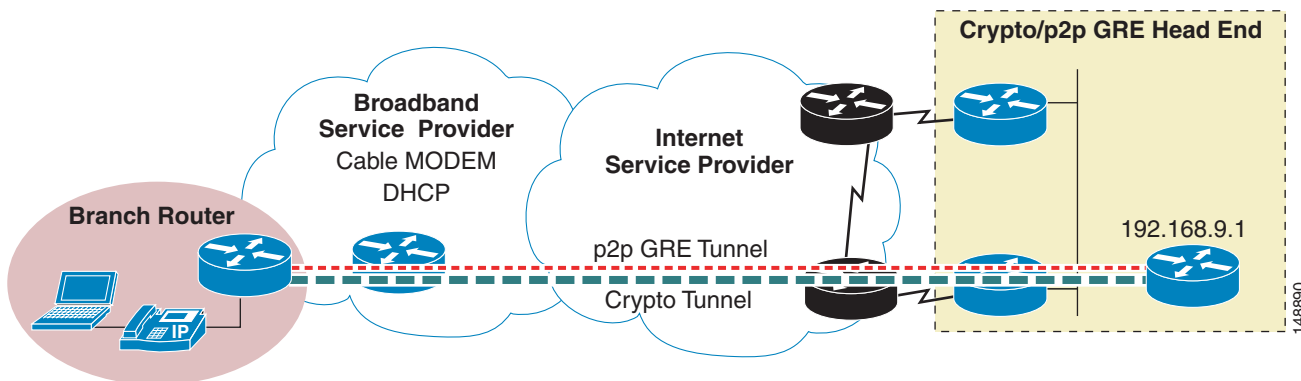 Crypto/p2p GRE Head End
Broadband
Service Provider
Cable MODEM
DHCP
Internet
Service Provider
Branch Router
192.168.9.1
p2p GRE Tunnel
Crypto Tunnel
IP
148890